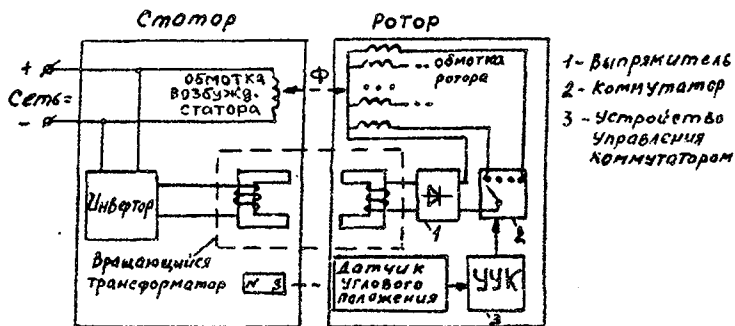 Статор
Ротор
+
Сеть=
-
обмотка
возбужд.
статора
Ф
обмотка
ротора
1- Выпрямитель
2- Коммутатор
3 - Устройство
управления
коммутатором
Инвертор
1
2
Вращающийся
трансформатор
N S
Датчик
углового
положения
УУК
3